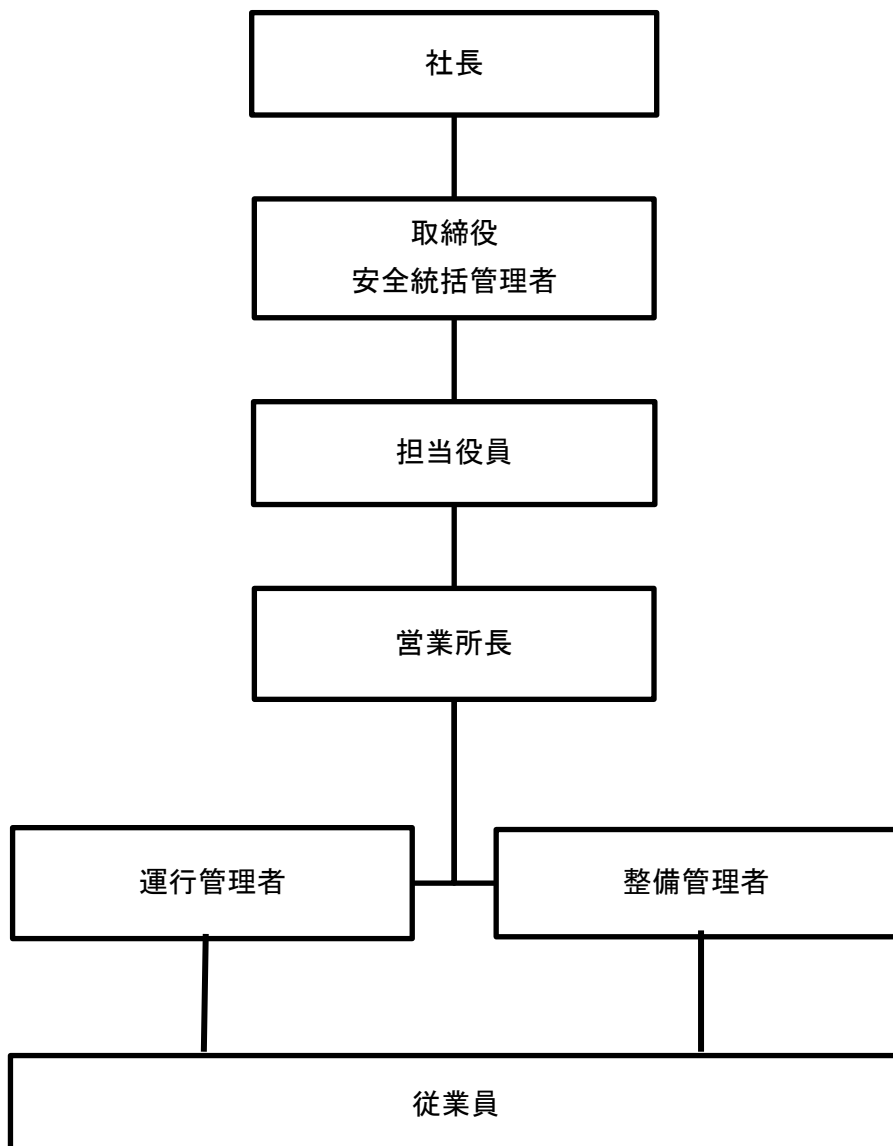 社長
取締役
安全統括管理者
担当役員
営業所長
運行管理者
整備管理者
従業員